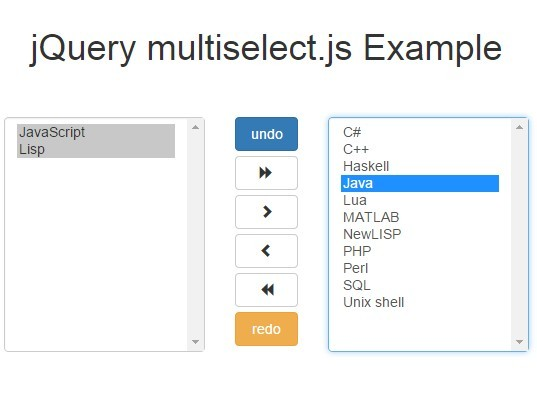 jQuery multiselect.js Example
JavaScript
Lisp
undo
redo
C#
C++
Haskell
Java
Lua
MATLAB
NewLISP
PHP
Perl
SQL
Unix shell